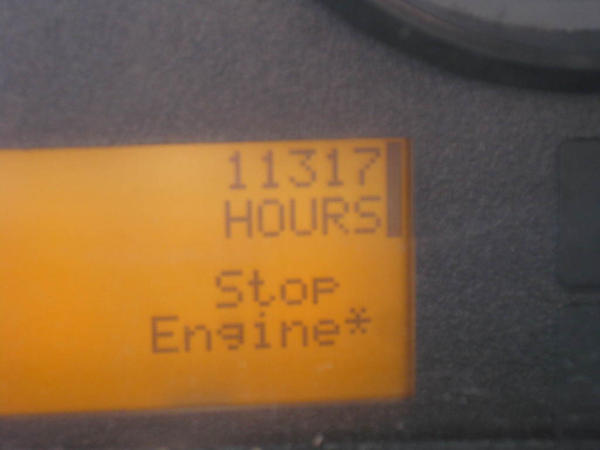 11317
HOURS
Stop
Engine*